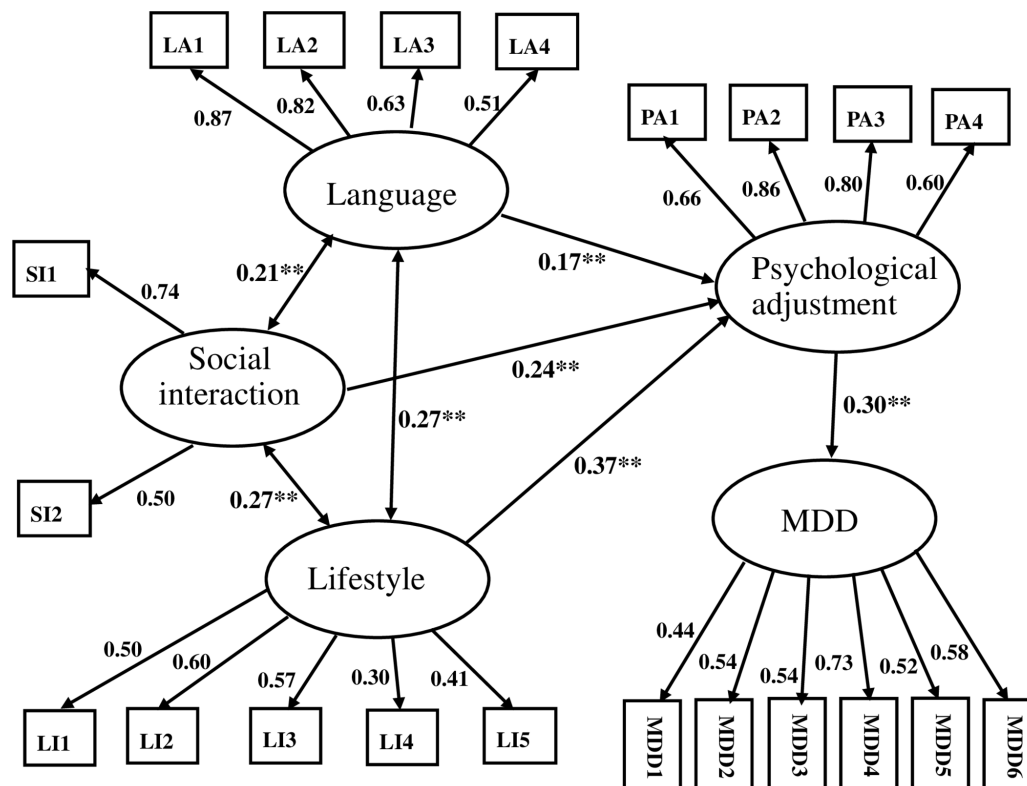 LA1
LA2
LA3
LA4
0.87
0.82
0.63
0.51
Language
PA1
PA2
PA3
PA4
0.66
0.86
0.80
0.60
Psychological
adjustment
SI1
0.74
0.21**
0.17**
Social
interaction
0.24**
0.27**
0.37**
0.30**
SI2
0.50
0.27**
Lifestyle
MDD
0.50
0.60
0.57
0.30
0.41
LI1
LI2
LI3
LI4
LI5
0.44
0.54
0.54
0.73
0.52
0.58
MDD1
MDD2
MDD3
MDD4
MDD5
MDD6